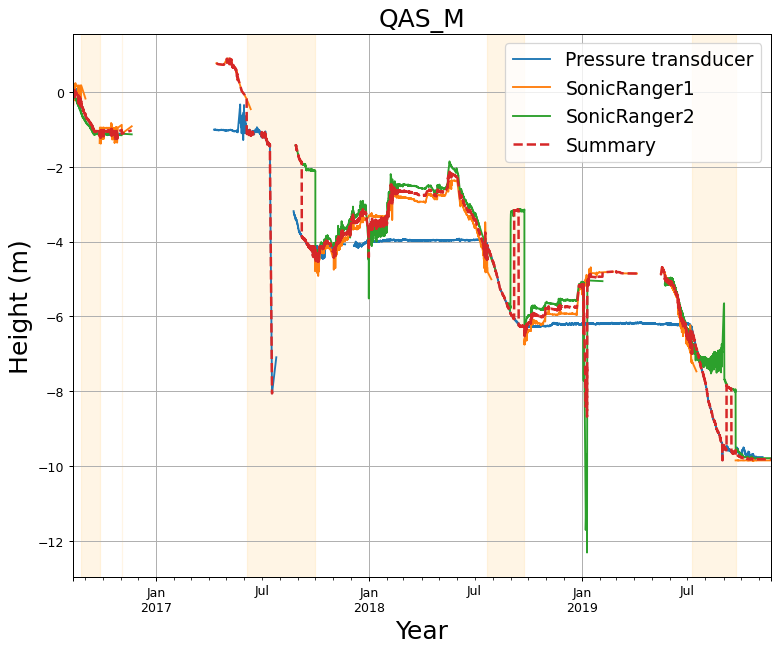 QAS_M
Pressure transducer
SonicRanger1
SonicRanger2
Summary
Height (m)
0
−2
−4
−6
−8
−10
−12
Jan Jul Jan Jul Jan Jul
2017 2018 2019
Year